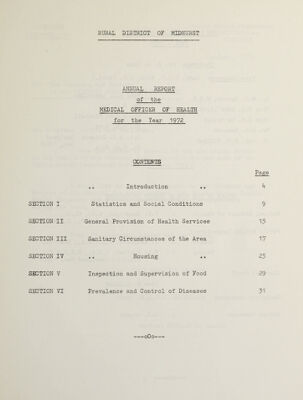 RURAL DISTRICT OF MIDHURST
ANNUAL REPORT
of the
MEDICAL OFFICER OF HEALTH
for the Year 1972
CONTENTS
Page
.. Introduction .. 4
SECTION I Statistics and Social Conditions 9
SECTION II General Provision of Health Services 15
SECTION III Sanitary Circumstances of the Area 17
SECTION IV .. Housing .. 25
SECTION V Inspection and Supervision of Food 29
SECTION VI Prevalence and Control of Diseases 31
---oOo---